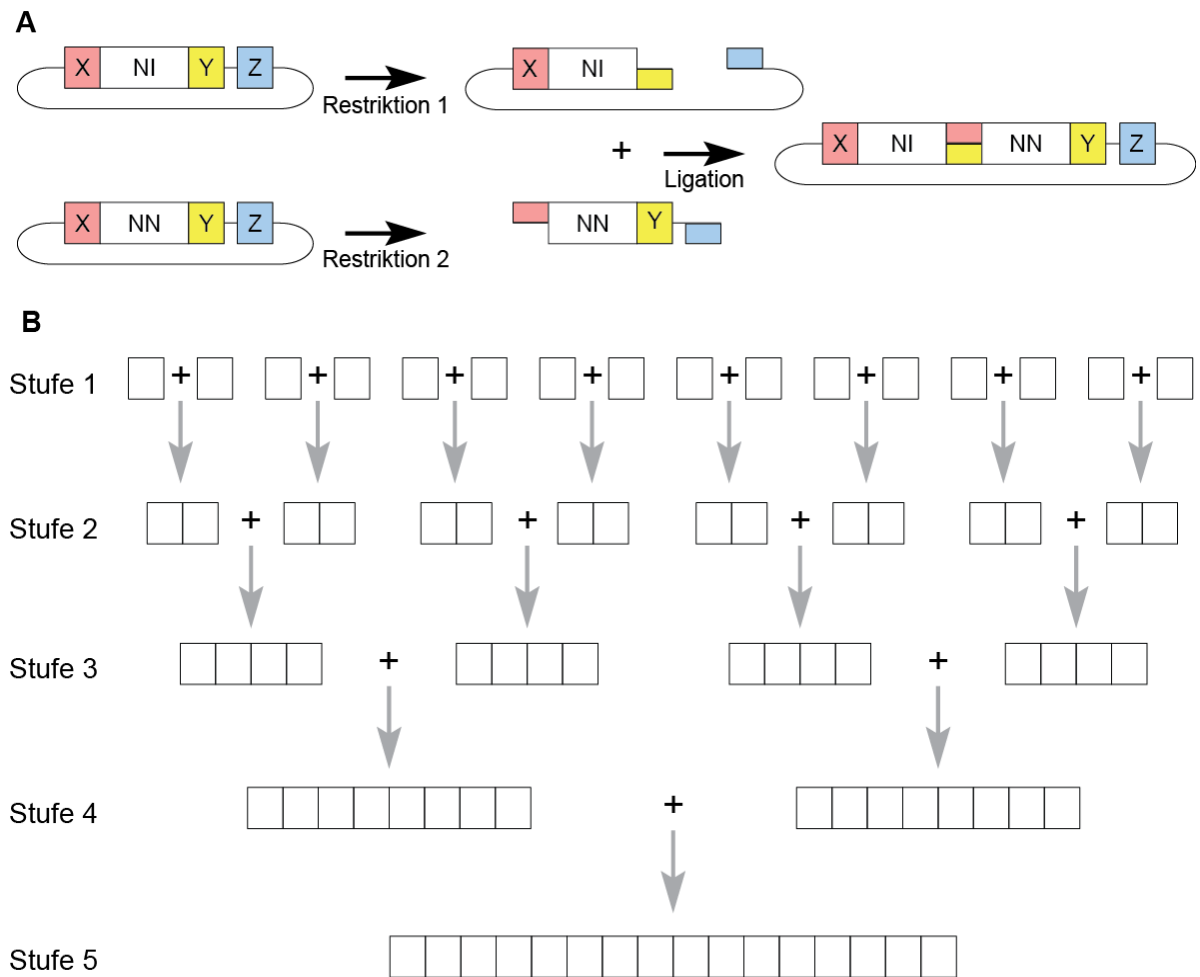 A
X NI Y Z
Restriktion 1
X NI
+
Ligation
X NI NN Y Z
X NN Y Z
Restriktion 2
NN Y
B
Stufe 1 + + + + + + + +
Stufe 2 + + + +
Stufe 3 + +
Stufe 4 +
Stufe 5